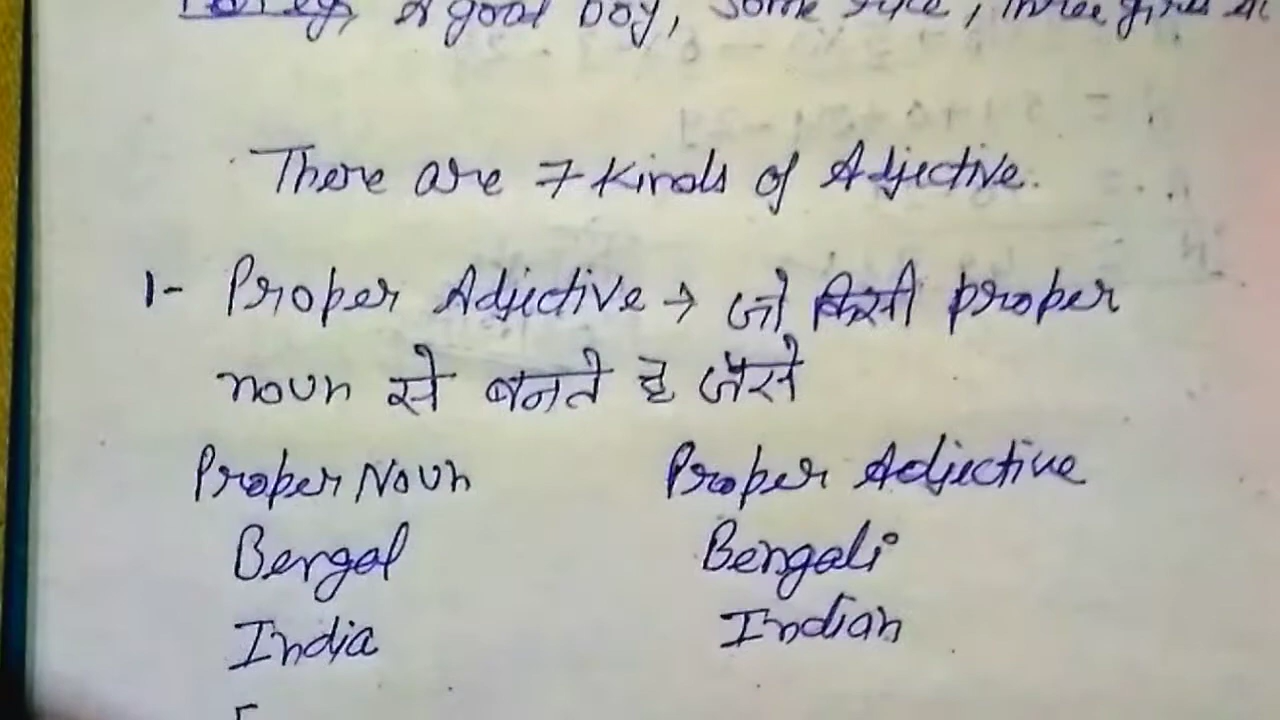 a good boy, some rice, three girls
There are 7 Kinds of Adjective.
1- Proper Adjective → जो किसी proper
noun से बनते है जैसे
Proper Noun Proper Adjective
Bengal Bengali
India Indian